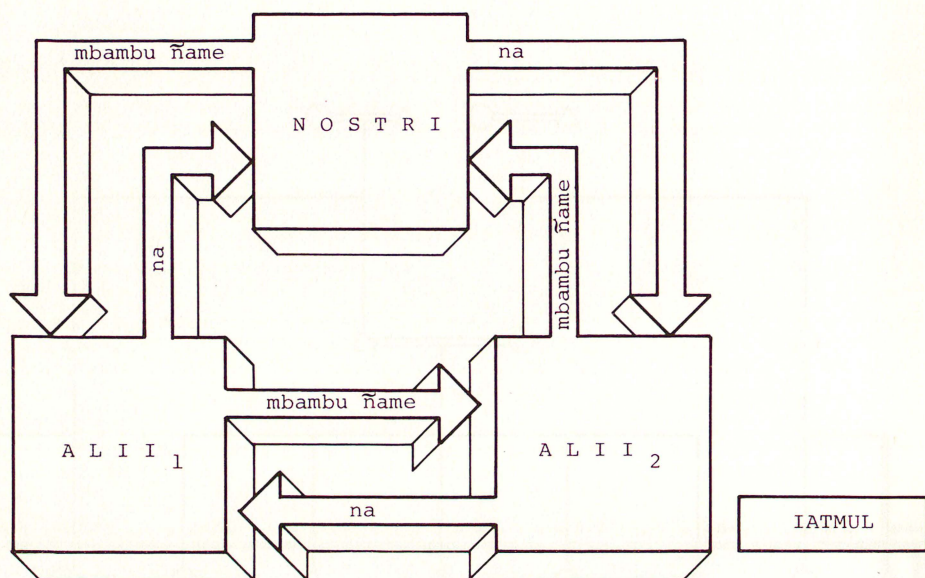 mbambu ñame
na
N O S T R I
na
mbambu ñame
mbambu ñame
A L I I 1
A L I I 2
na
IATMUL